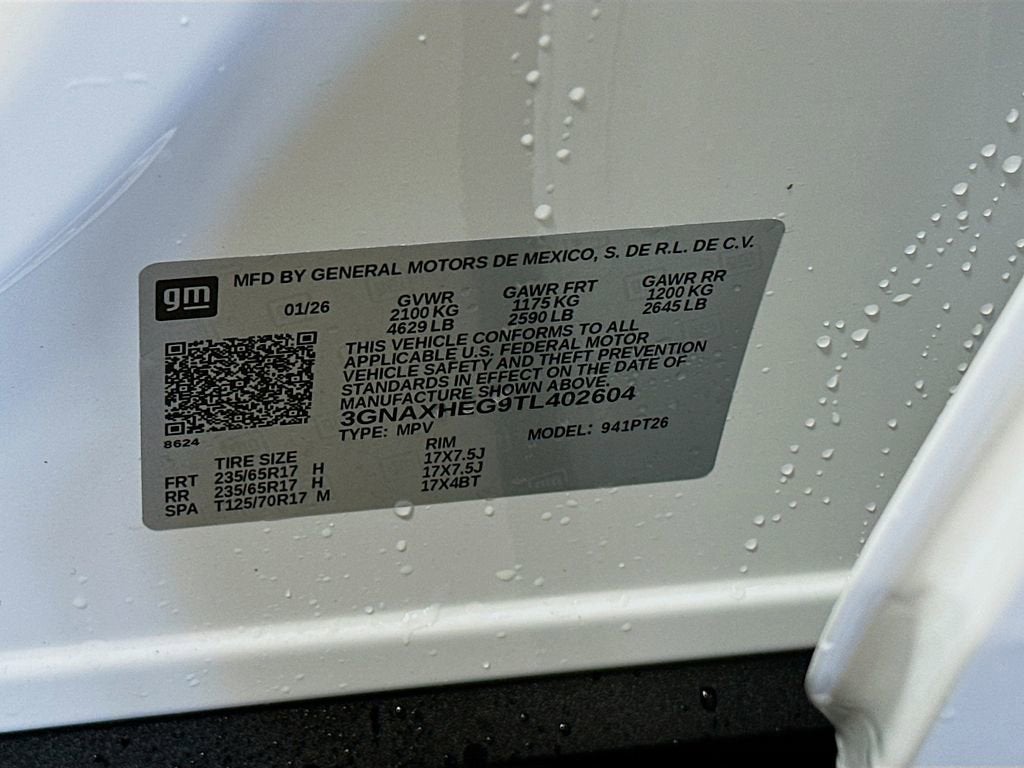 gm
MFD BY GENERAL MOTORS DE MEXICO, S. DE R.L. DE C.V.
01/26 GVWR GAWR FRT GAWR RR
2100 KG 1175 KG 1200 KG
4629 LB 2590 LB 2645 LB
THIS VEHICLE CONFORMS TO ALL
APPLICABLE U.S. FEDERAL MOTOR
VEHICLE SAFETY AND THEFT PREVENTION
STANDARDS IN EFFECT ON THE DATE OF
MANUFACTURE SHOWN ABOVE.
3GNAXHEG9TL402604
8624
TYPE: MPV MODEL: 941PT26
TIRE SIZE RIM
FRT 235/65R17 H 17X7.5J
RR 235/65R17 H 17X7.5J
SPA T125/70R17 M 17X4BT